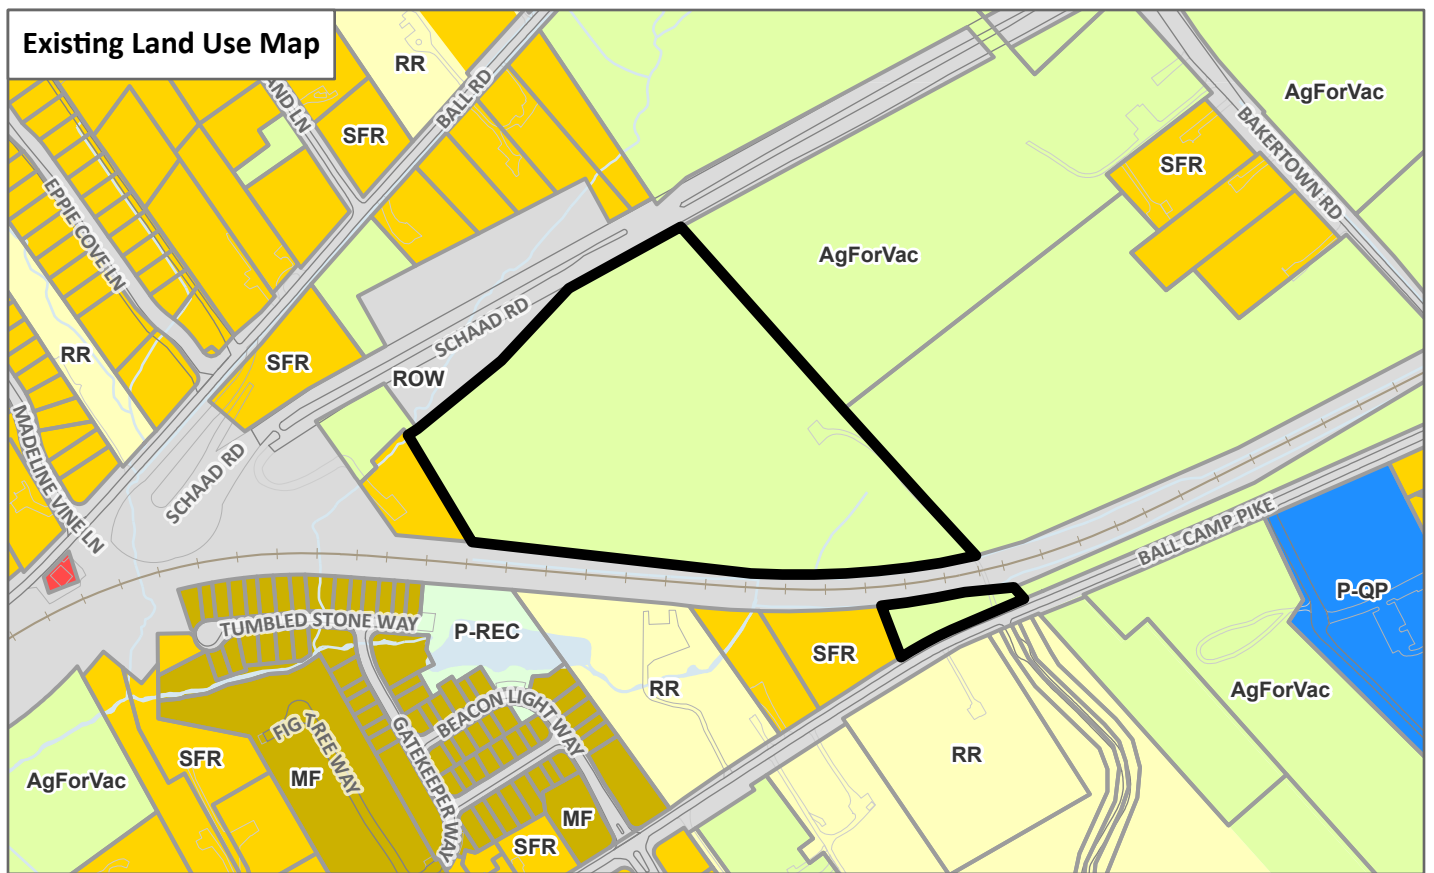 Existing Land Use Map
RR
BALL RD
AND LN
SFR
AgForVac
BAKERTOWN RD
SFR
EPPIE COVE LN
AgForVac
SCHAAD RD
RR
SFR
ROW
MADELINE VINE LN
SCHAAD RD
BALL CAMP PIKE
P-QP
TUMBLED STONE WAY
P-REC
SFR
RR
AgForVac
BEACON LIGHT WAY
GATEKEEPER WAY
FIG TREE WAY
SFR
RR
AgForVac
MF
MF
SFR